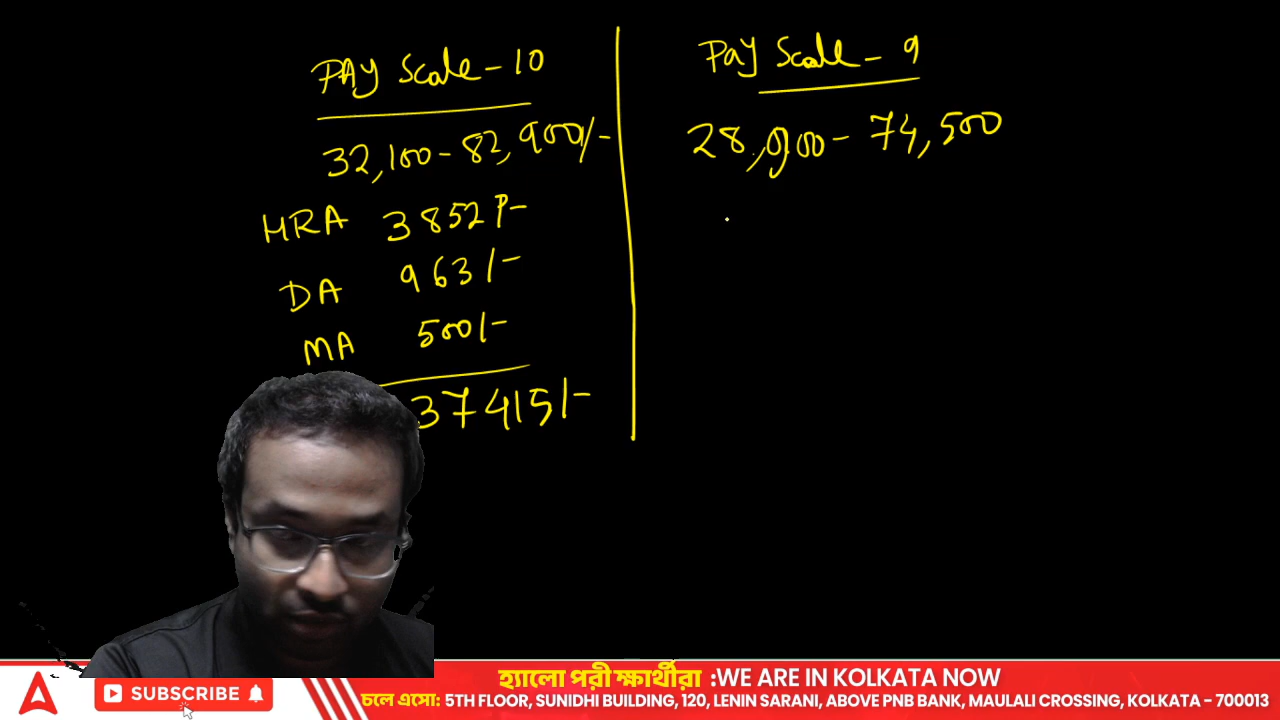 PAY Scale - 10
32,100 - 82,900/-
HRA 3852/-
DA 963/-
MA 500/-
37415/-
Pay Scale - 9
28,900 - 74,500
হ্যালো পরীক্ষার্থীরা :WE ARE IN KOLKATA NOW
SUBSCRIBE
চলে এসো: 5TH FLOOR, SUNIDHI BUILDING, 120, LENIN SARANI, ABOVE PNB BANK, MAULALI CROSSING, KOLKATA - 700013